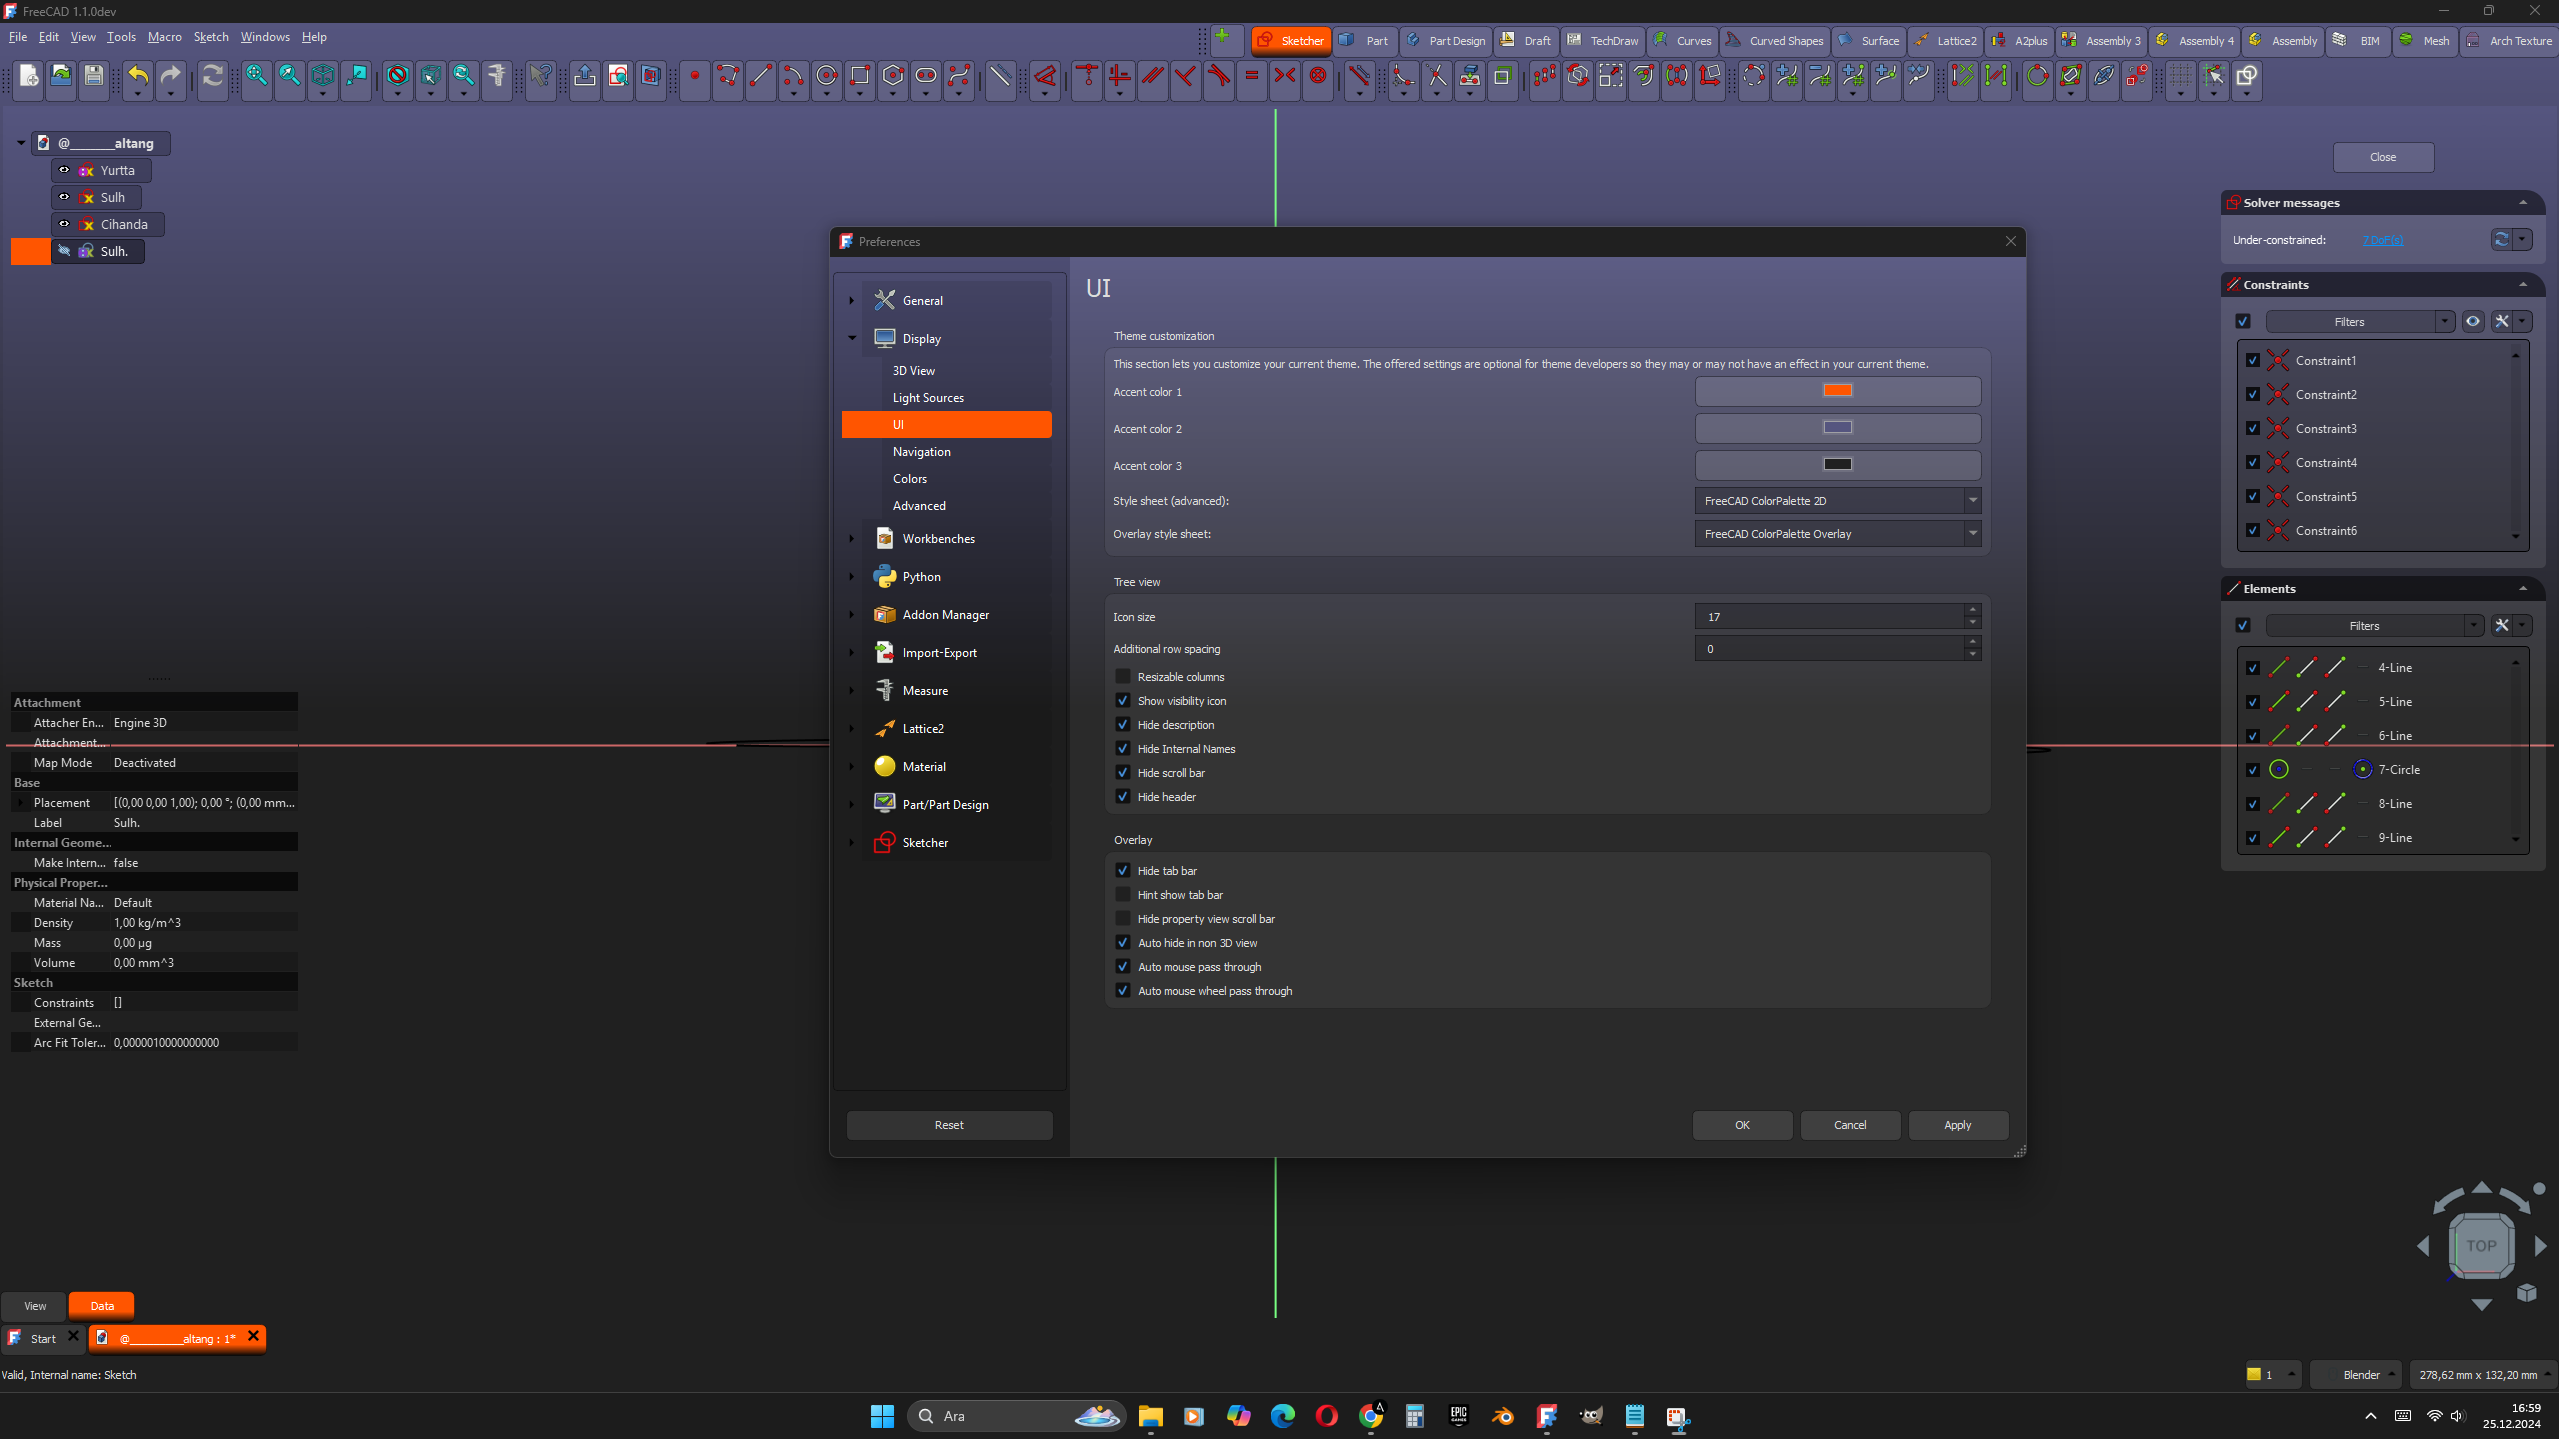 FreeCAD 1.1.0dev
File Edit View Tools Macro Sketch Windows Help
Sketcher Part Part Design Draft TechDraw Curves Curved Shapes Surface Lattice2 A2plus Assembly 3 Assembly 4 Assembly BIM Mesh Arch Texture
@______altang
Yurtta
Sulh
Cihanda
Sulh.
Attachment
Attacher En... Engine 3D
Attachment...
Map Mode Deactivated
Base
Placement [(0,00 0,00 1,00); 0,00 °; (0,00 mm...
Label Sulh.
Internal Geome...
Make Intern... false
Physical Proper...
Material Na... Default
Density 1,00 kg/m^3
Mass 0,00 µg
Volume 0,00 mm^3
Sketch
Constraints []
External Ge...
Arc Fit Toler... 0,0000010000000000
View Data
Start @________altang : 1*
Valid, Internal name: Sketch
Preferences
General
Display
3D View
Light Sources
UI
Navigation
Colors
Advanced
Workbenches
Python
Addon Manager
Import-Export
Measure
Lattice2
Material
Part/Part Design
Sketcher
Reset
UI
Theme customization
This section lets you customize your current theme. The offered settings are optional for theme developers so they may or may not have an effect in your current theme.
Accent color 1
Accent color 2
Accent color 3
Style sheet (advanced): FreeCAD ColorPalette 2D
Overlay style sheet: FreeCAD ColorPalette Overlay
Tree view
Icon size 17
Additional row spacing 0
Resizable columns
Show visibility icon
Hide description
Hide Internal Names
Hide scroll bar
Hide header
Overlay
Hide tab bar
Hint show tab bar
Hide property view scroll bar
Auto hide in non 3D view
Auto mouse pass through
Auto mouse wheel pass through
OK Cancel Apply
Close
Solver messages
Under-constrained: 7 DoF(s)
Constraints
Filters
Constraint1
Constraint2
Constraint3
Constraint4
Constraint5
Constraint6
Elements
Filters
4-Line
5-Line
6-Line
7-Circle
8-Line
9-Line
TOP
1 Blender 278,62 mm x 132,20 mm
Ara
EPIC
GAMES
16:59
25.12.2024